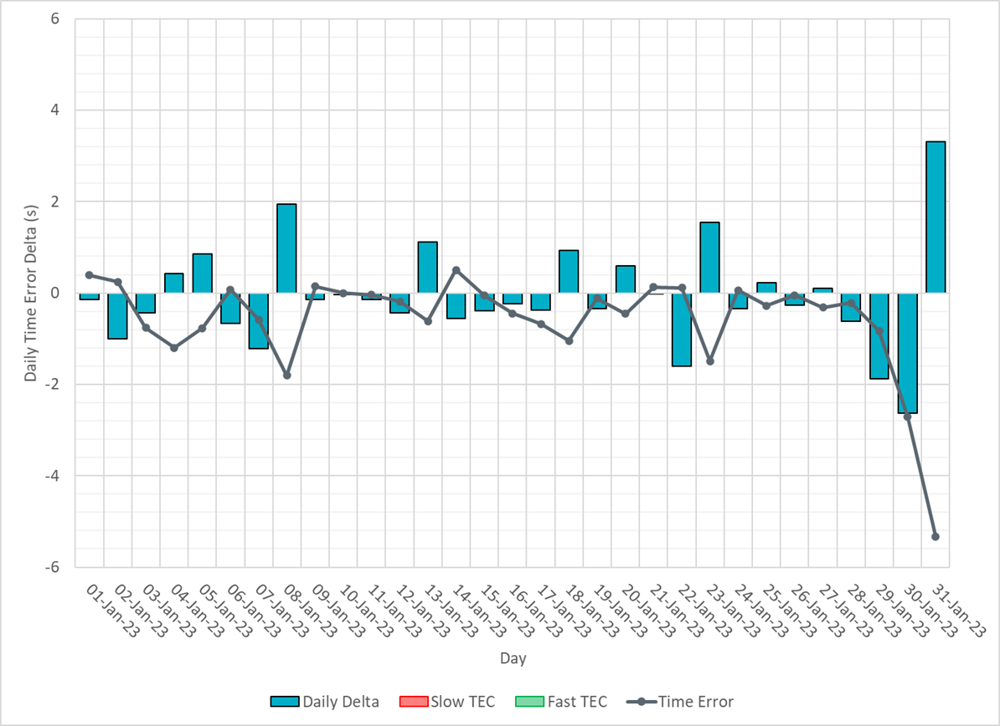 6
4
2
0
-2
-4
-6
Daily Time Error Delta (s)
01-Jan-23
02-Jan-23
03-Jan-23
04-Jan-23
05-Jan-23
06-Jan-23
07-Jan-23
08-Jan-23
09-Jan-23
10-Jan-23
11-Jan-23
12-Jan-23
13-Jan-23
14-Jan-23
15-Jan-23
16-Jan-23
17-Jan-23
18-Jan-23
19-Jan-23
20-Jan-23
21-Jan-23
22-Jan-23
23-Jan-23
24-Jan-23
25-Jan-23
26-Jan-23
27-Jan-23
28-Jan-23
29-Jan-23
30-Jan-23
31-Jan-23
Day
Daily Delta Slow TEC Fast TEC Time Error